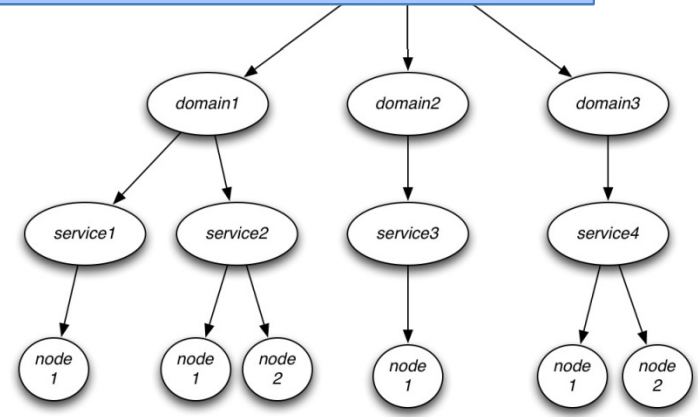 domain1 domain2 domain3
service1 service2 service3 service4
node node node node node node
1 1 2 1 1 2